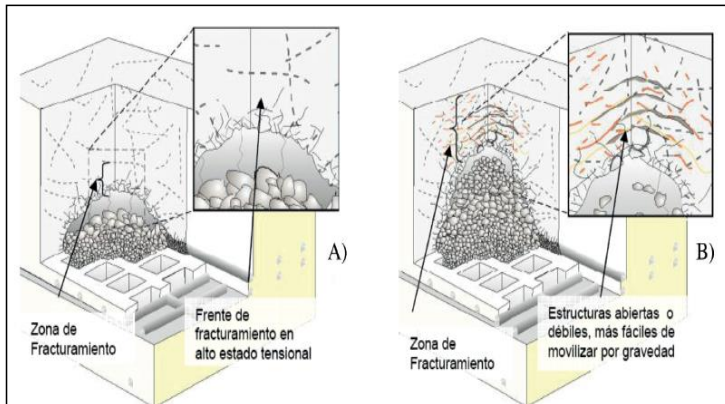 A)
Zona de
Fracturamiento
Frente de
fracturamiento en
alto estado tensional
B)
Zona de
Fracturamiento
Estructuras abiertas o
débiles, más fáciles de
movilizar por gravedad